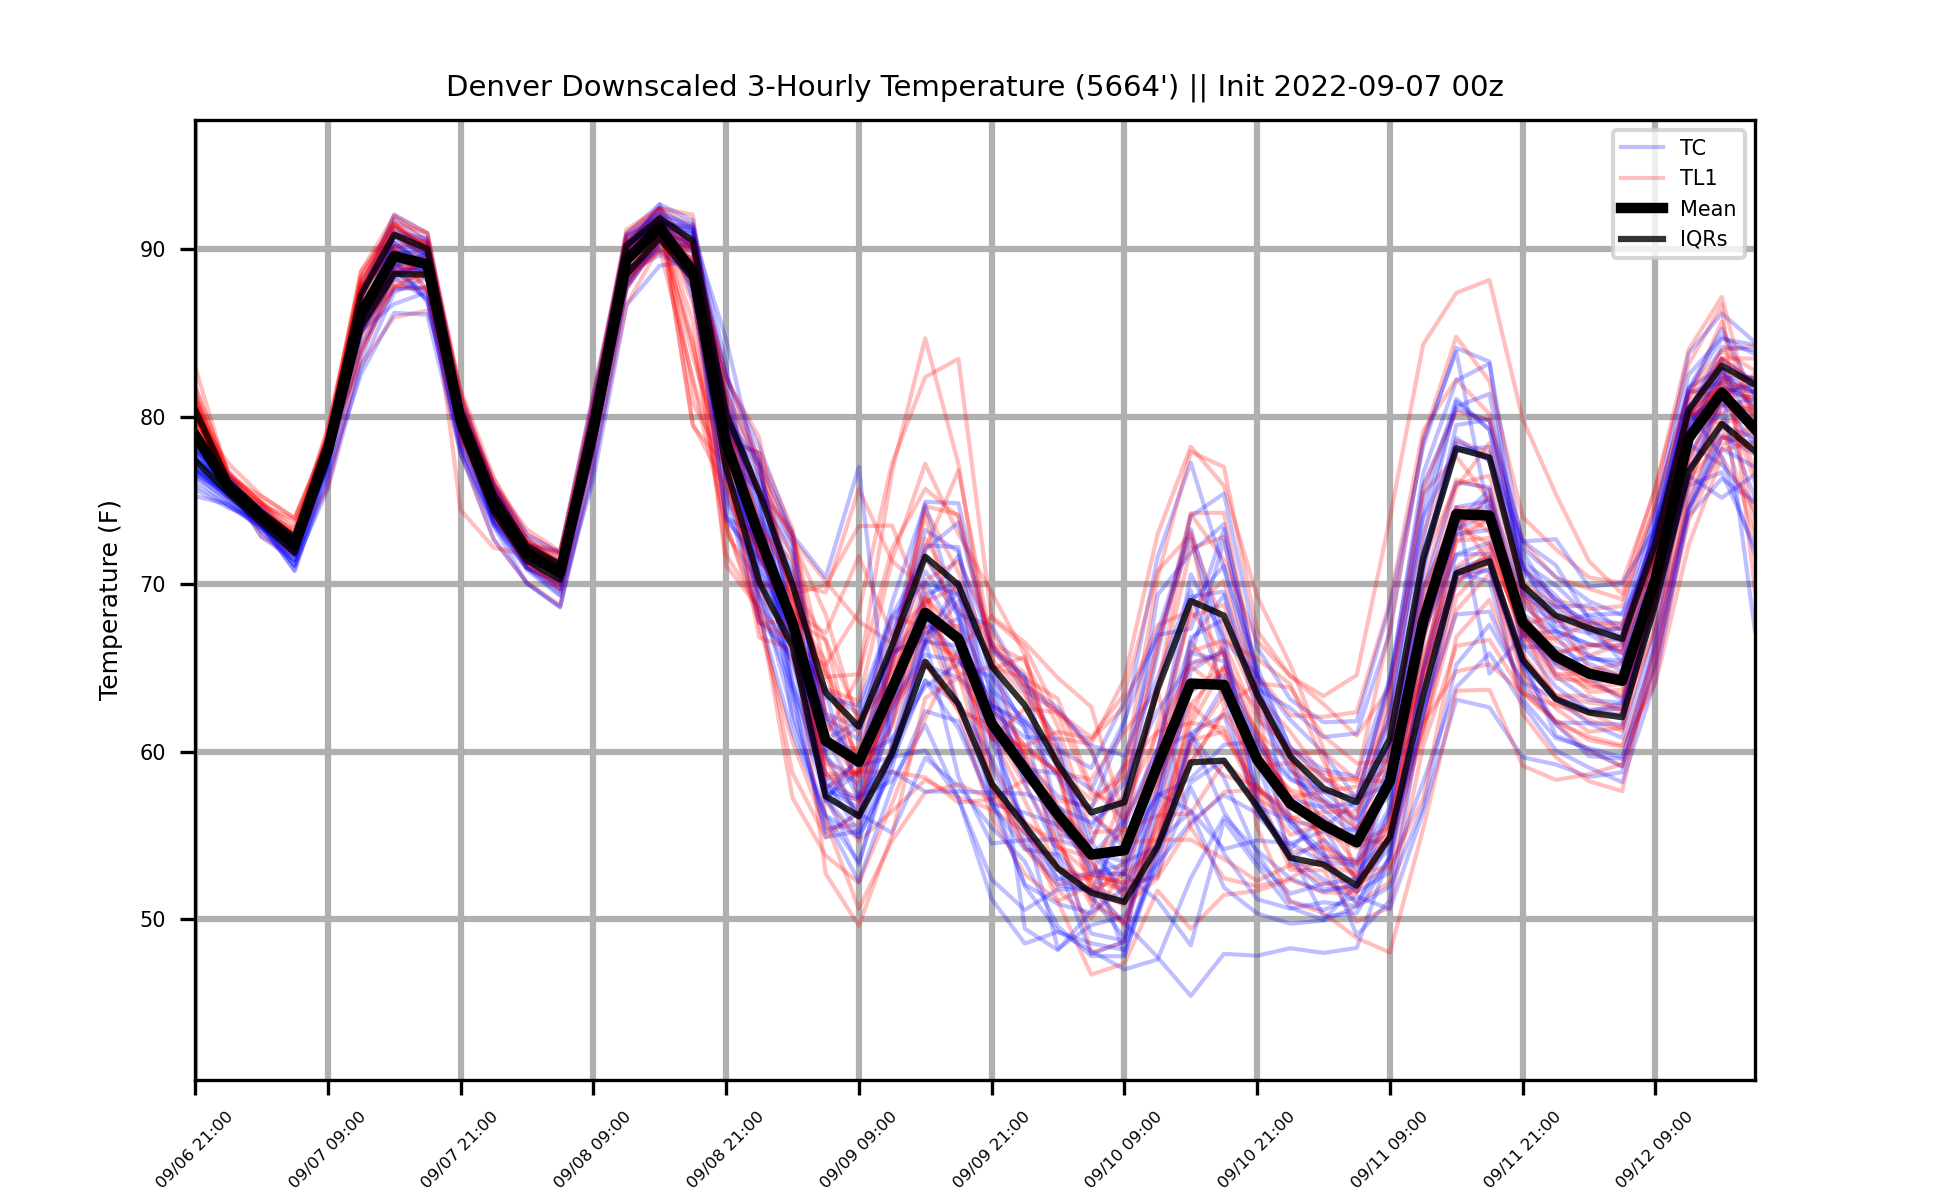 Denver Downscaled 3-Hourly Temperature (5664') || Init 2022-09-07 00z
TC
TL1
Mean
IQRs
Temperature (F)
90
80
70
60
50
09/06 21:00
09/07 09:00
09/07 21:00
09/08 09:00
09/08 21:00
09/09 09:00
09/09 21:00
09/10 09:00
09/10 21:00
09/11 09:00
09/11 21:00
09/12 09:00